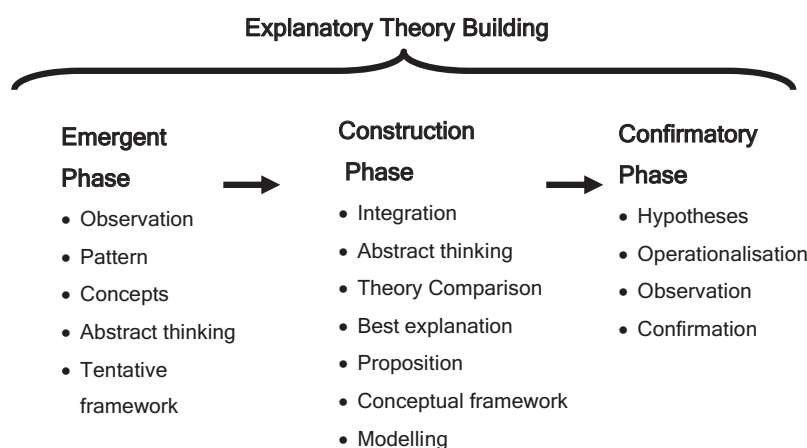 Explanatory Theory Building
Emergent
Phase
• Observation
• Pattern
• Concepts
• Abstract thinking
• Tentative
framework
Construction
Phase
• Integration
• Abstract thinking
• Theory Comparison
• Best explanation
• Proposition
• Conceptual framework
• Modelling
Confirmatory
Phase
• Hypotheses
• Operationalisation
• Observation
• Confirmation